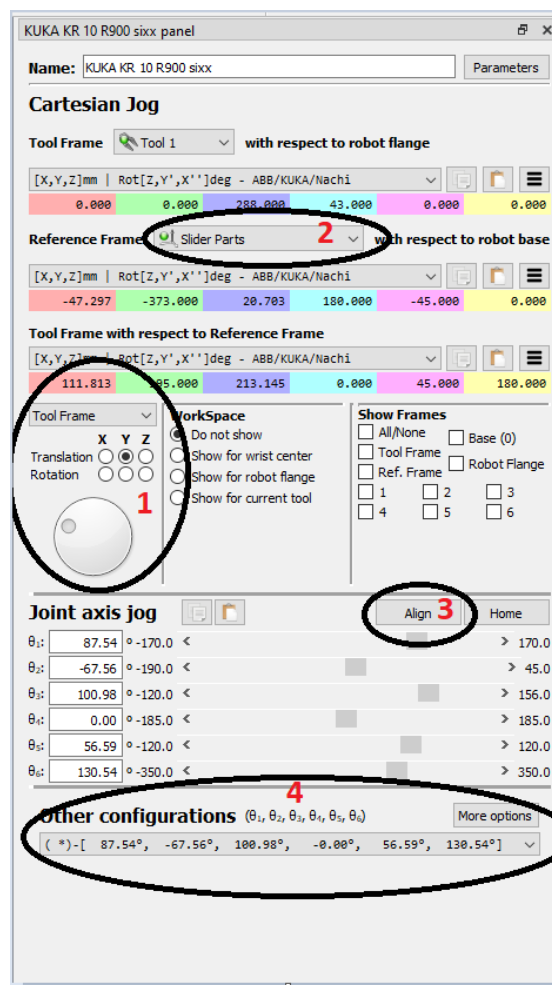 KUKA KR 10 R900 sixx panel
Name: KUKA KR 10 R900 sixx Parameters
Cartesian Jog
Tool Frame Tool 1 with respect to robot flange
[X,Y,Z]mm | Rot[Z,Y',X'']deg - ABB/KUKA/Nachi
0.000 0.000 288.000 43.000 0.000 0.000
Reference Frame Slider Parts 2 with respect to robot base
[X,Y,Z]mm | Rot[Z,Y',X'']deg - ABB/KUKA/Nachi
-47.297 -373.000 20.703 180.000 -45.000 0.000
Tool Frame with respect to Reference Frame
[X,Y,Z]mm | Rot[Z,Y',X'']deg - ABB/KUKA/Nachi
111.813 213.145 0.000 45.000 180.000
Tool Frame
X Y Z
Translation
Rotation
1
WorkSpace
Do not show
Show for wrist center
Show for robot flange
Show for current tool
Show Frames
All/None Base (0)
Tool Frame
Ref. Frame Robot Flange
1 2 3
4 5 6
Joint axis jog Align 3 Home
θ₁: 87.54 º -170.0 < > 170.0
θ₂: -67.56 º -190.0 < > 45.0
θ₃: 100.98 º -120.0 < > 156.0
θ₄: 0.00 º -185.0 < > 185.0
θ₅: 56.59 º -120.0 < > 120.0
θ₆: 130.54 º -350.0 < > 350.0
4
Other configurations (θ₁, θ₂, θ₃, θ₄, θ₅, θ₆) More options
( *)-[ 87.54°, -67.56°, 100.98°, -0.00°, 56.59°, 130.54°]